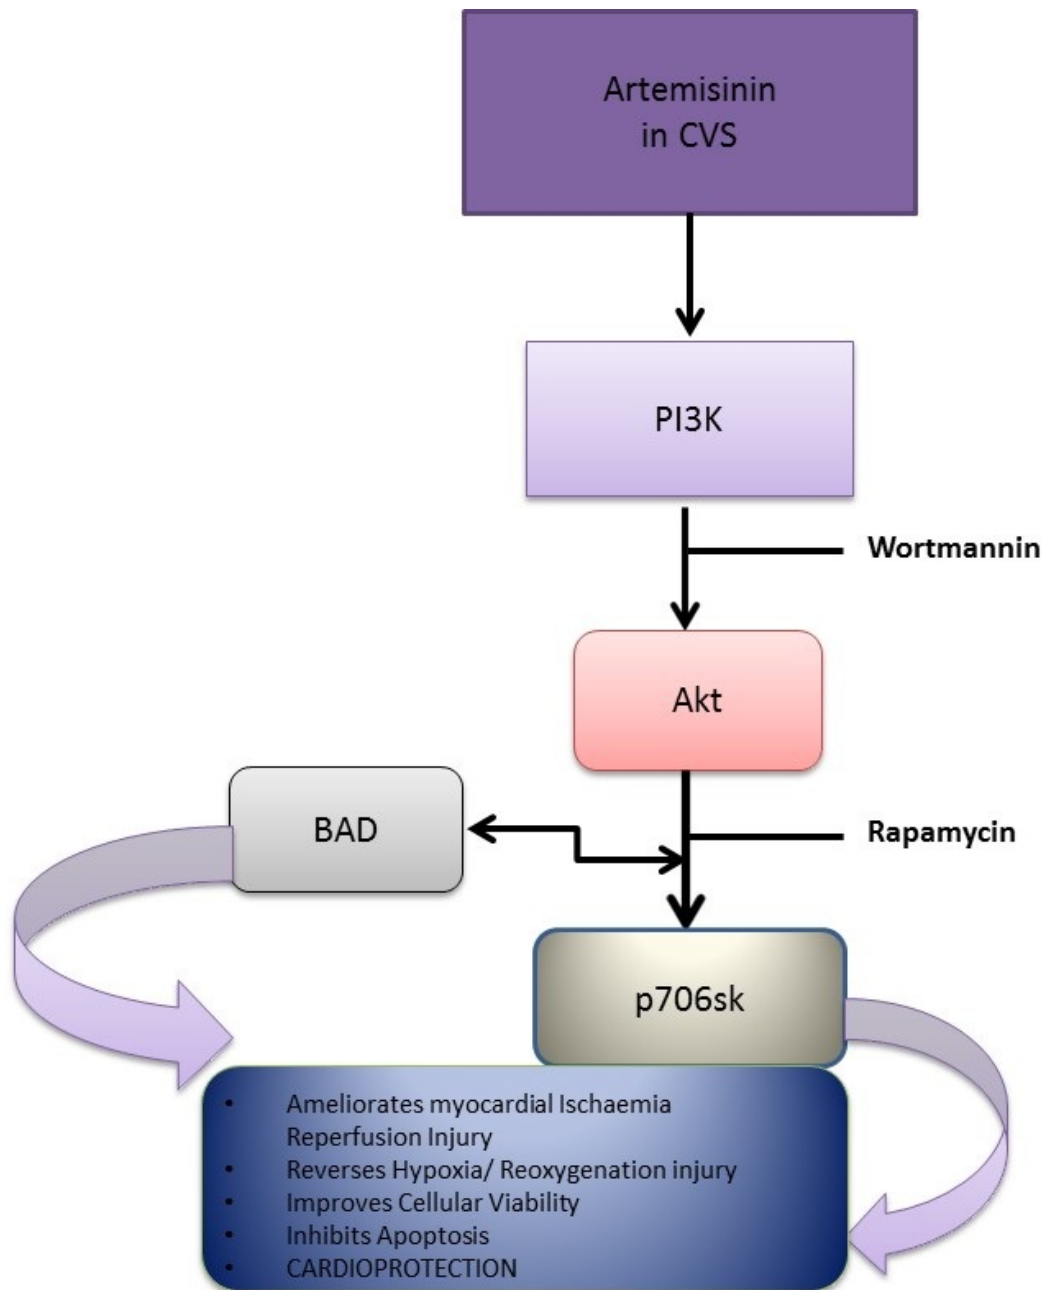 Artemisinin
in CVS
PI3K
Wortmannin
Akt
BAD
Rapamycin
p706sk
• Ameliorates myocardial Ischaemia
Reperfusion Injury
• Reverses Hypoxia/ Reoxygenation injury
• Improves Cellular Viability
• Inhibits Apoptosis
• CARDIOPROTECTION